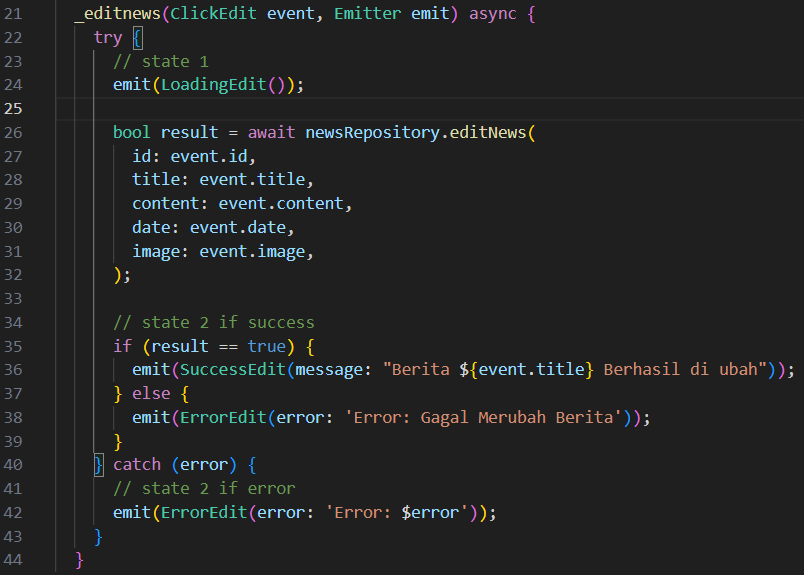 21 _editnews(ClickEdit event, Emitter emit) async {
22 try {
23 // state 1
24 emit(LoadingEdit());
25
26 bool result = await newsRepository.editNews(
27 id: event.id,
28 title: event.title,
29 content: event.content,
30 date: event.date,
31 image: event.image,
32 );
33
34 // state 2 if success
35 if (result == true) {
36 emit(SuccessEdit(message: "Berita ${event.title} Berhasil di ubah"));
37 } else {
38 emit(ErrorEdit(error: 'Error: Gagal Merubah Berita'));
39 }
40 } catch (error) {
41 // state 2 if error
42 emit(ErrorEdit(error: 'Error: $error'));
43 }
44 }